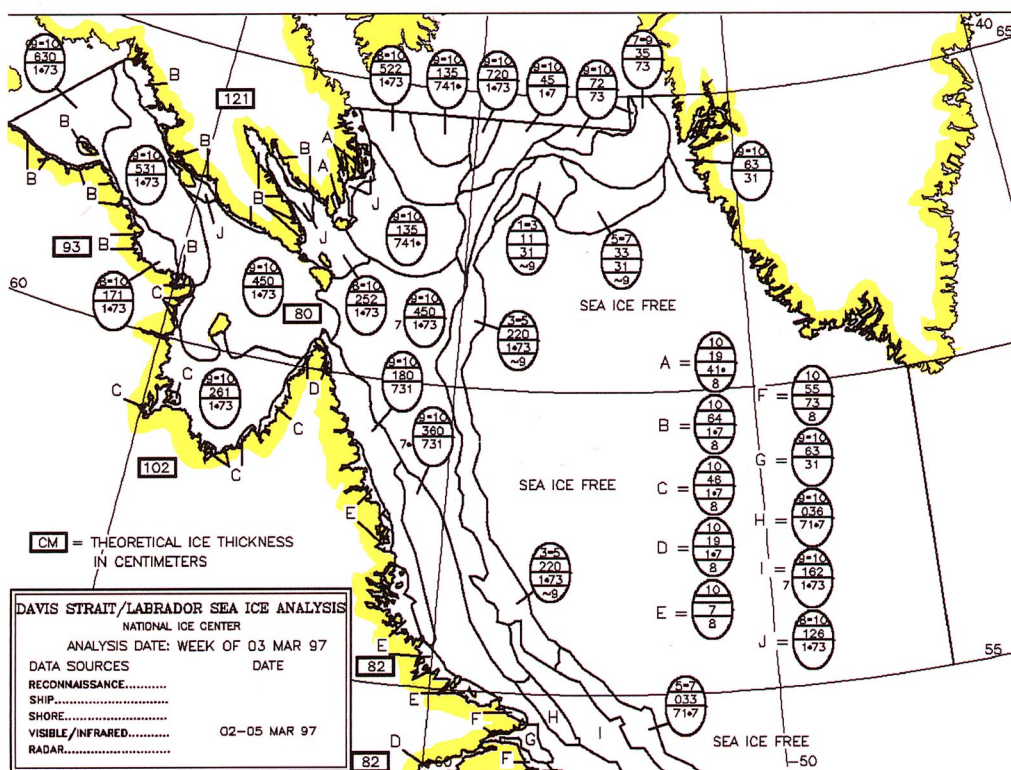 40
65
9-10
630
1•73
8-10
522
1•73
9-10
135
741•
9-10
720
1•73
9-10
45
1•7
9-10
72
73
7-9
35
73
B
121
A
B
B
A
B
9-10
531
1•73
B
B
9-10
63
31
B
J
B
J
9-10
135
741•
1-3
11
31
~9
5-7
33
31
~9
93
B
J
B
60
8-10
171
1•73
C
9-10
450
1•73
8-10
252
1•73
9-10
450
7 1•73
SEA ICE FREE
80
3-5
220
1•73
~9
A =
10
19
41•
8
F =
10
55
73
8
9-10
261
1•73
C
C
D
C
9-10
180
731
B =
10
64
1•7
8
9-10
360
7• 731
G =
9-10
63
31
102
C
C =
10
46
1•7
8
SEA ICE FREE
H =
9-10
036
71•7
E
D =
10
19
1•7
8
CM = THEORETICAL ICE THICKNESS
IN CENTIMETERS
3-5
220
1•73
~9
I =
9-10
162
7 1•73
E =
10
7
8
J =
8-10
126
1•73
DAVIS STRAIT/LABRADOR SEA ICE ANALYSIS
NATIONAL ICE CENTER
ANALYSIS DATE: WEEK OF 03 MAR 97
DATA SOURCES DATE
RECONNAISSANCE..........
SHIP........................
SHORE.......................
VISIBLE/INFRARED........ 02-05 MAR 97
RADAR.......................
E
82
55
E
5-7
033
71•7
F
H
I
G
SEA ICE FREE
D
82
60
F
50